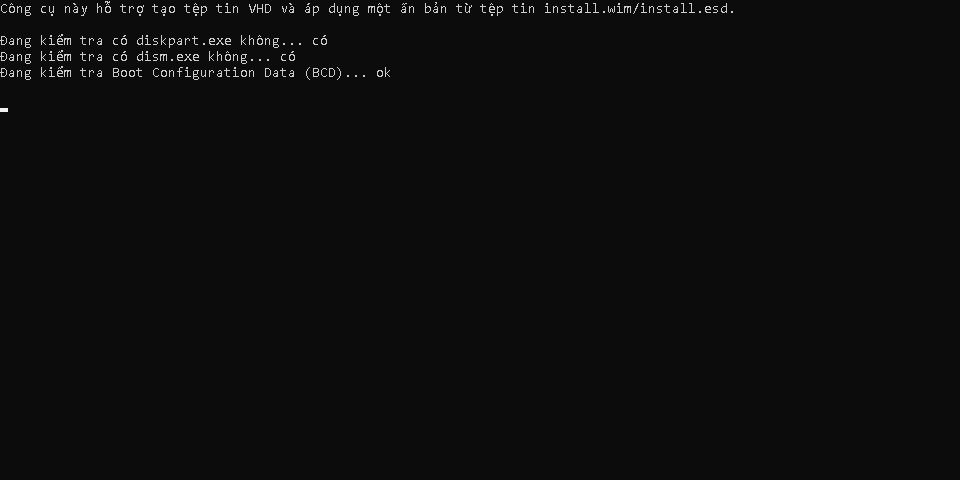 Công cụ này hỗ trợ tạo tệp tin VHD và áp dụng một ấn bản từ tệp tin install.wim/install.esd.
Đang kiểm tra có diskpart.exe không... có
Đang kiểm tra có dism.exe không... có
Đang kiểm tra Boot Configuration Data (BCD)... ok